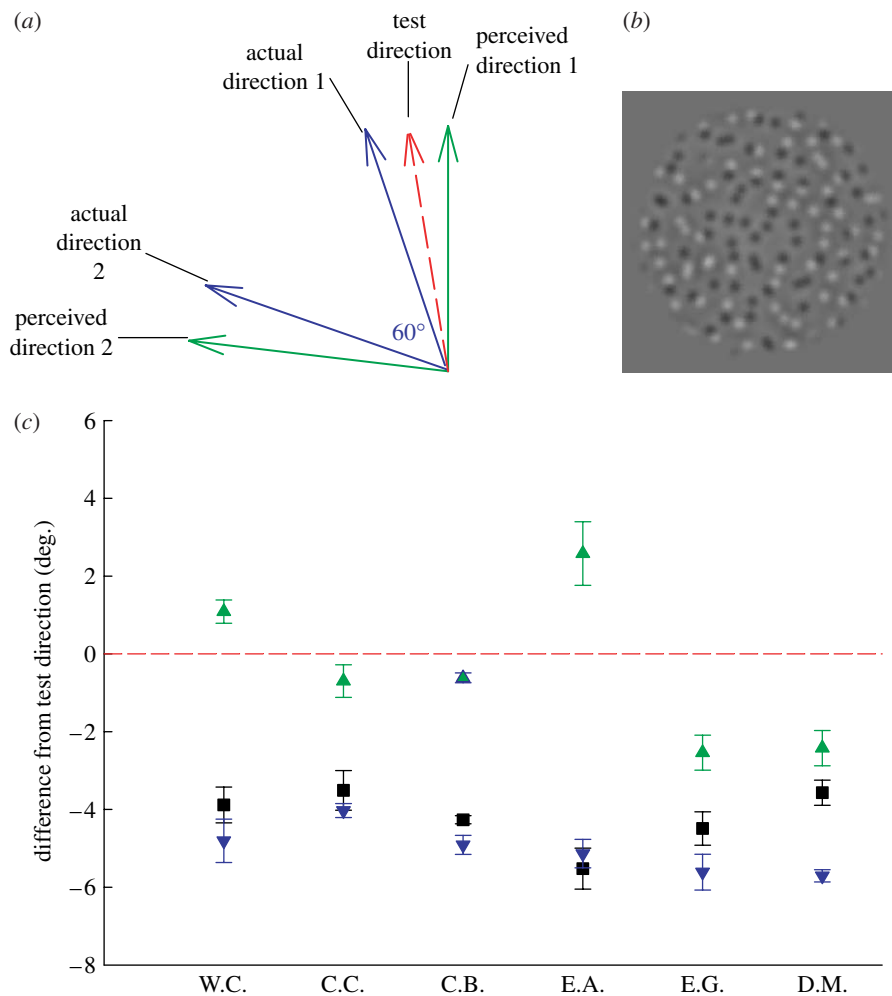 (a)
actual
direction 1
test
direction
perceived
direction 1
actual
direction
2
perceived
direction 2
60°
(b)
(c)
difference from test direction (deg.)
6
4
2
0
−2
−4
−6
−8
W.C. C.C. C.B. E.A. E.G. D.M.